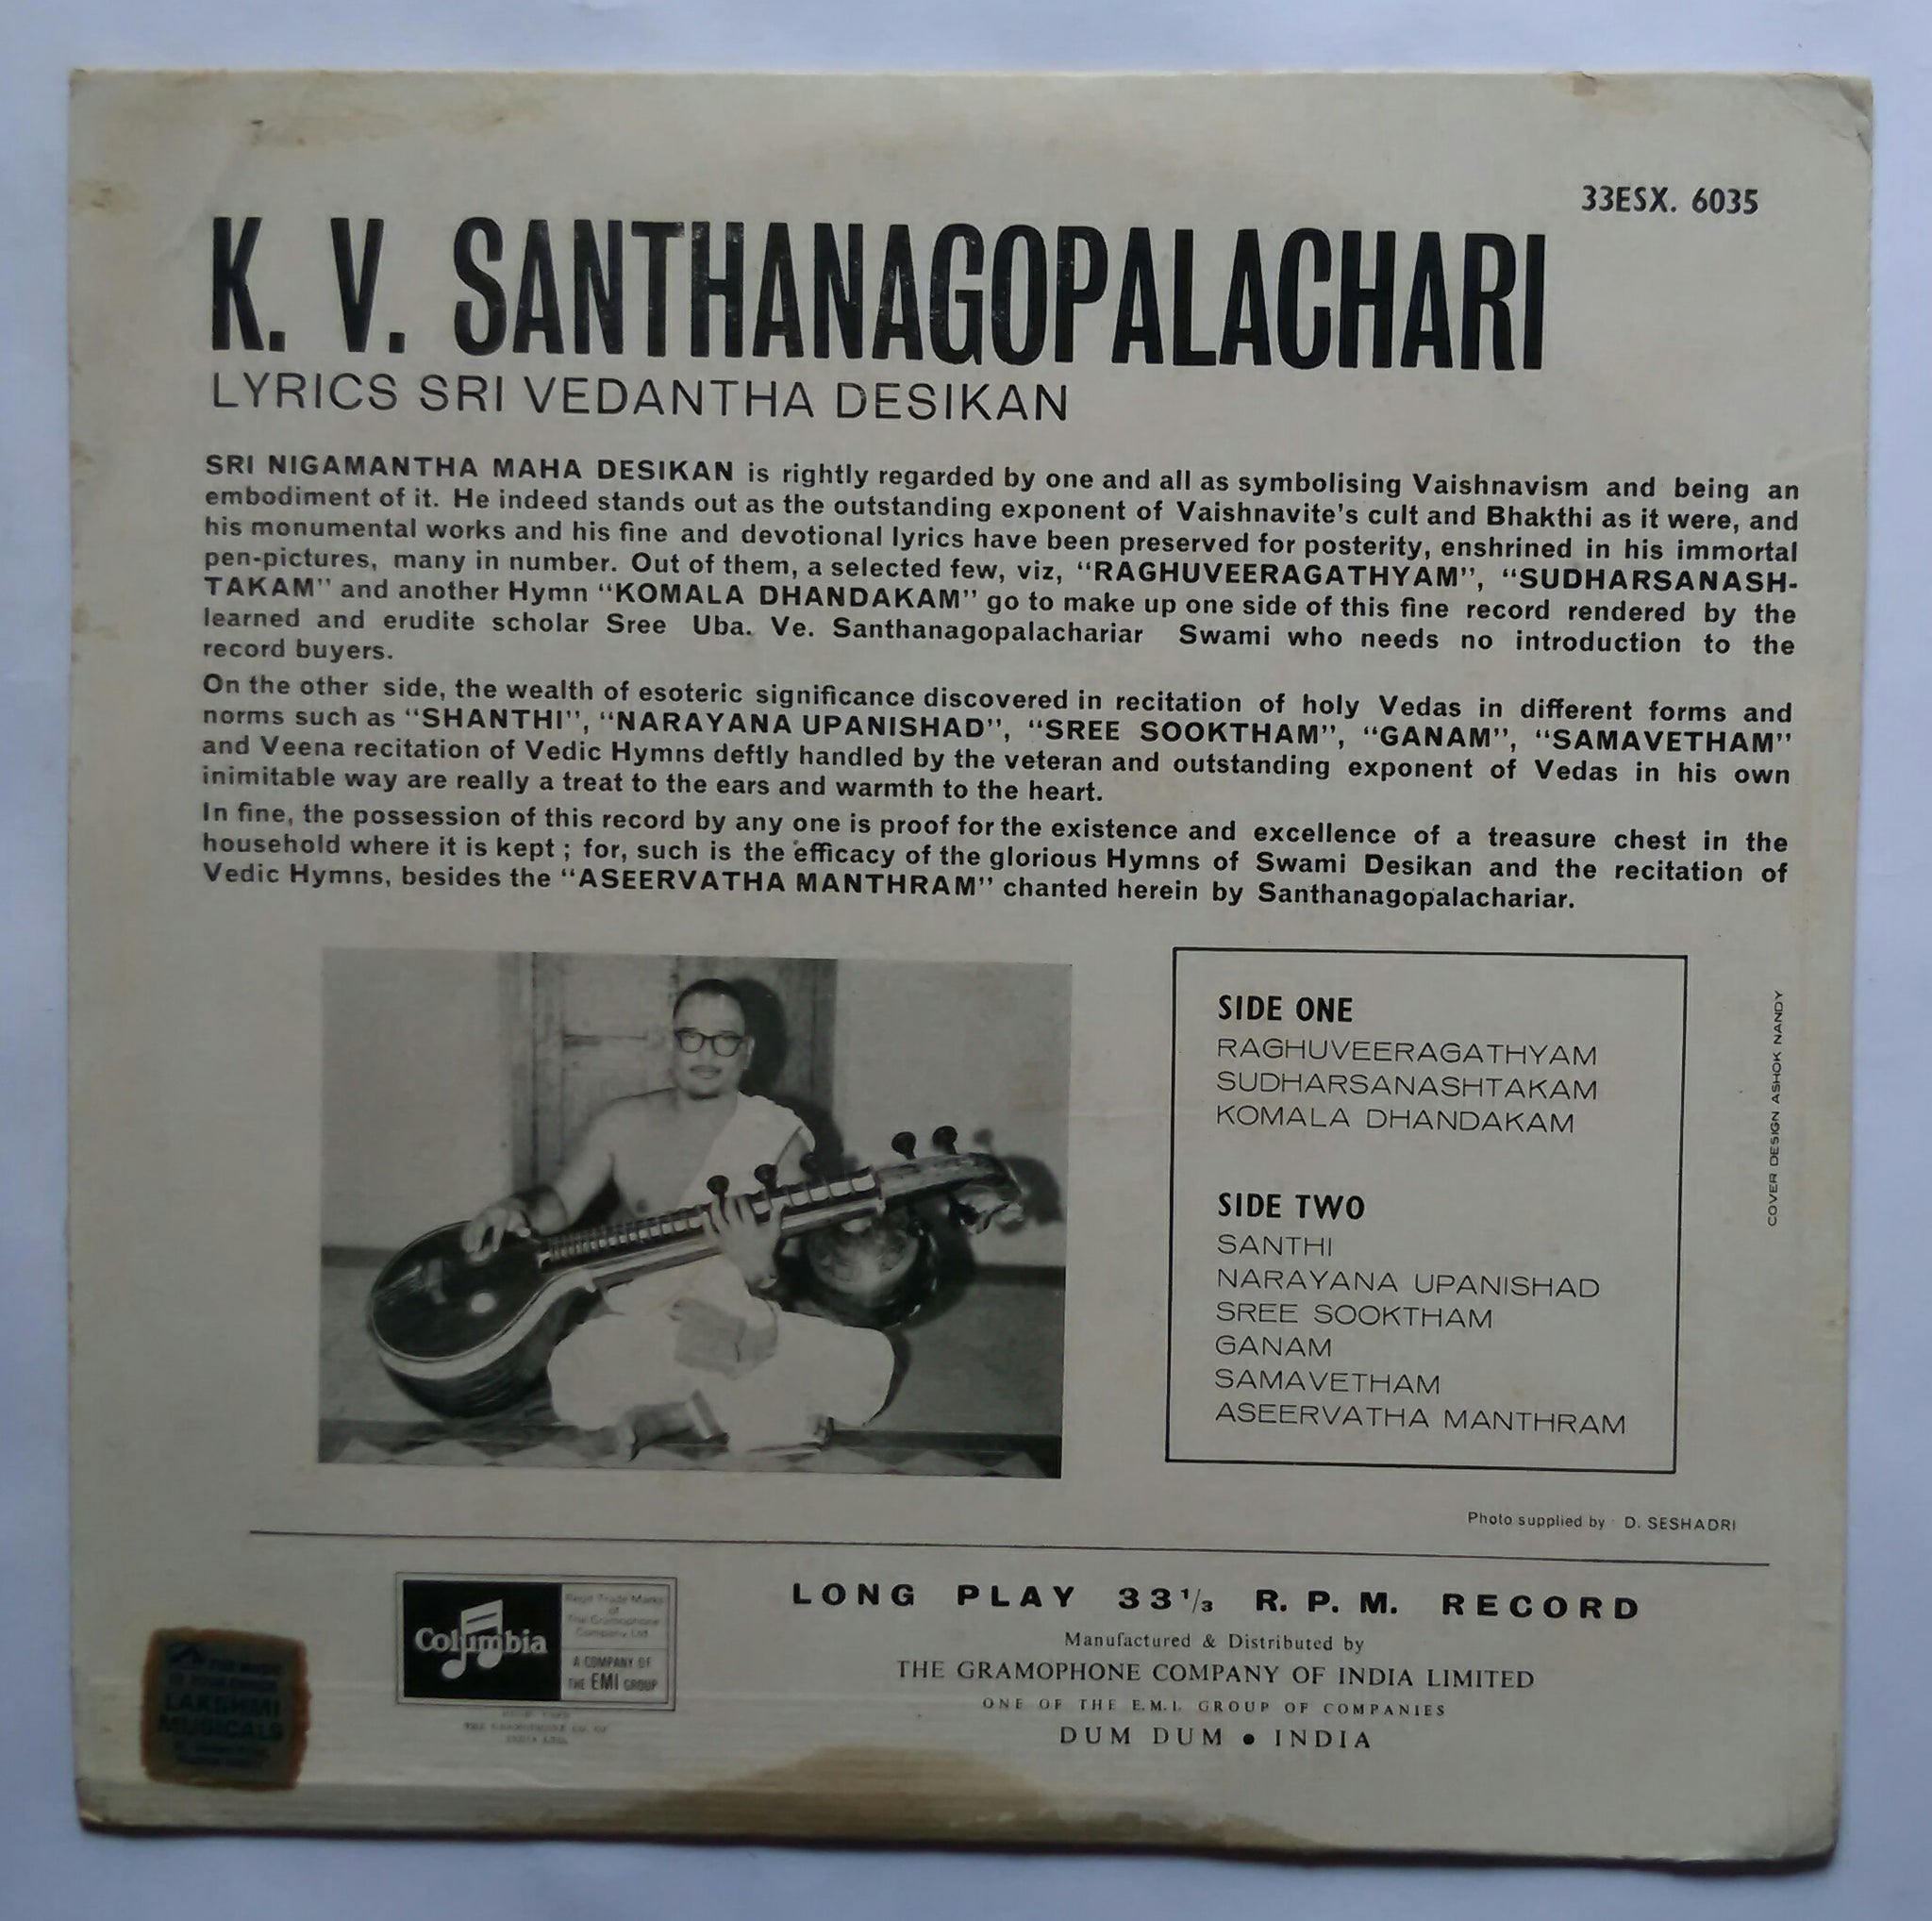 33ESX. 6035
K. V. SANTHANAGOPALACHARI
LYRICS SRI VEDANTHA DESIKAN
SRI NIGAMANTHA MAHA DESIKAN is rightly regarded by one and all as symbolising Vaishnavism and being an
embodiment of it. He indeed stands out as the outstanding exponent of Vaishnavite's cult and Bhakthi as it were, and
his monumental works and his fine and devotional lyrics have been preserved for posterity, enshrined in his immortal
pen-pictures, many in number. Out of them, a selected few, viz, “RAGHUVEERAGATHYAM”, “SUDHARSANASH-
TAKAM” and another Hymn “KOMALA DHANDAKAM” go to make up one side of this fine record rendered by the
learned and erudite scholar Sree Uba. Ve. Santhanagopalachariar Swami who needs no introduction to the
record buyers.
On the other side, the wealth of esoteric significance discovered in recitation of holy Vedas in different forms and
norms such as “SHANTHI”, “NARAYANA UPANISHAD”, “SREE SOOKTHAM”, “GANAM”, “SAMAVETHAM”
and Veena recitation of Vedic Hymns deftly handled by the veteran and outstanding exponent of Vedas in his own
inimitable way are really a treat to the ears and warmth to the heart.
In fine, the possession of this record by any one is proof for the existence and excellence of a treasure chest in the
household where it is kept ; for, such is the efficacy of the glorious Hymns of Swami Desikan and the recitation of
Vedic Hymns, besides the “ASEERVATHA MANTHRAM” chanted herein by Santhanagopalachariar.
SIDE ONE
RAGHUVEERAGATHYAM
SUDHARSANASHTAKAM
KOMALA DHANDAKAM
SIDE TWO
SANTHI
NARAYANA UPANISHAD
SREE SOOKTHAM
GANAM
SAMAVETHAM
ASEERVATHA MANTHRAM
COVER DESIGN ASHOK NANDY
Photo supplied by D. SESHADRI
Columbia
Regd Trade Marks
of
The Gramophone
Company Ltd
A COMPANY OF
THE EMI GROUP
LONG PLAY 33 1/3 R. P. M. RECORD
Manufactured & Distributed by
THE GRAMOPHONE COMPANY OF INDIA LIMITED
ONE OF THE E.M.I. GROUP OF COMPANIES
DUM DUM • INDIA
LAKSHMI
MUSICALS